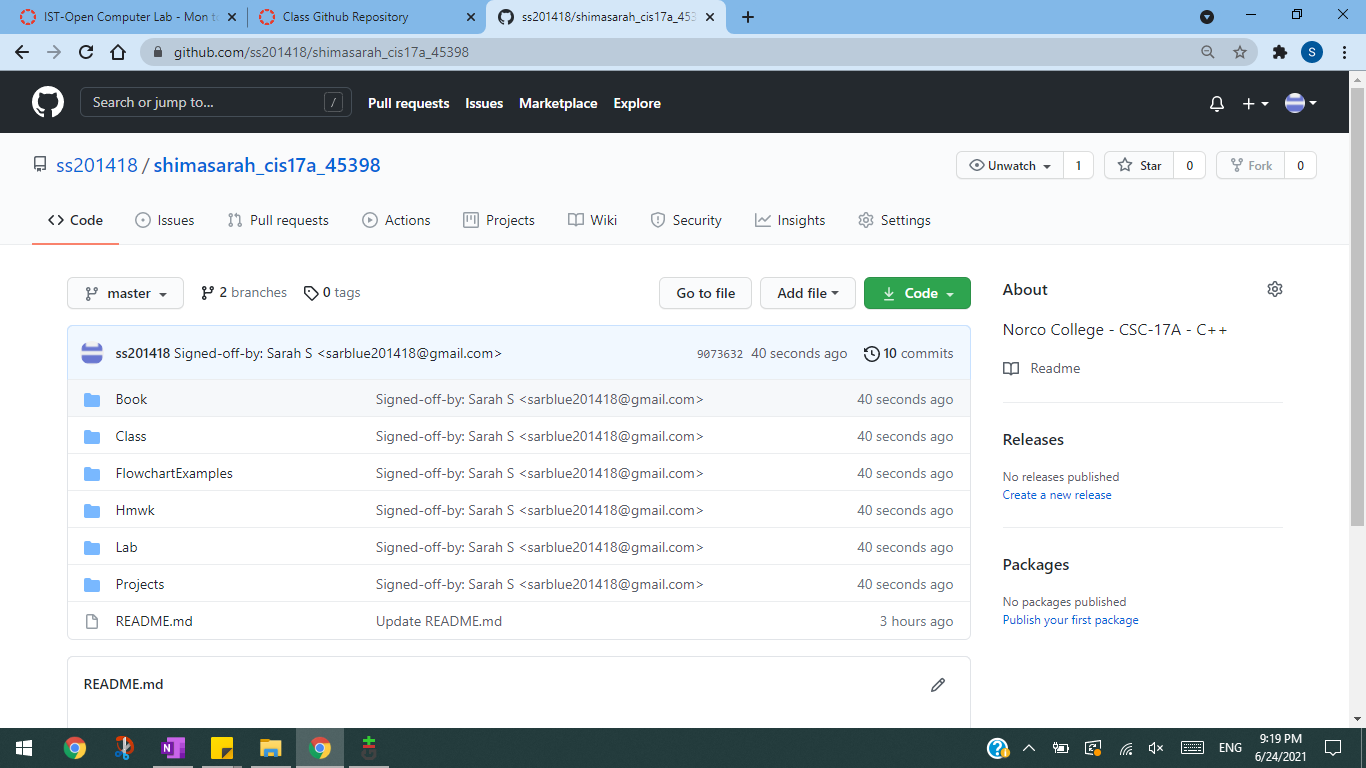 IST-Open Computer Lab - Mon t
Class Github Repository
ss201418/shimasarah_cis17a_453
github.com/ss201418/shimasarah_cis17a_45398
S
Search or jump to...
/
Pull requests Issues Marketplace Explore
ss201418 / shimasarah_cis17a_45398
Unwatch 1 Star 0 Fork 0
Code Issues Pull requests Actions Projects Wiki Security Insights Settings
master 2 branches 0 tags Go to file Add file Code
ss201418 Signed-off-by: Sarah S <sarblue201418@gmail.com> 9073632 40 seconds ago 10 commits
Book Signed-off-by: Sarah S <sarblue201418@gmail.com> 40 seconds ago
Class Signed-off-by: Sarah S <sarblue201418@gmail.com> 40 seconds ago
FlowchartExamples Signed-off-by: Sarah S <sarblue201418@gmail.com> 40 seconds ago
Hmwk Signed-off-by: Sarah S <sarblue201418@gmail.com> 40 seconds ago
Lab Signed-off-by: Sarah S <sarblue201418@gmail.com> 40 seconds ago
Projects Signed-off-by: Sarah S <sarblue201418@gmail.com> 40 seconds ago
README.md Update README.md 3 hours ago
README.md
About
Norco College - CSC-17A - C++
Readme
Releases
No releases published
Create a new release
Packages
No packages published
Publish your first package
N
ENG
9:19 PM
6/24/2021